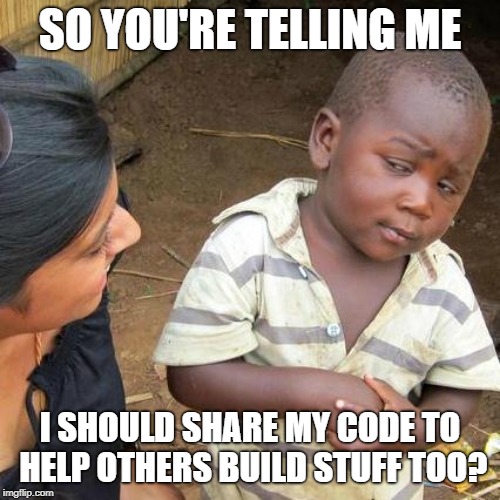 SO YOU'RE TELLING ME
I SHOULD SHARE MY CODE TO
HELP OTHERS BUILD STUFF TOO?
imgflip.com